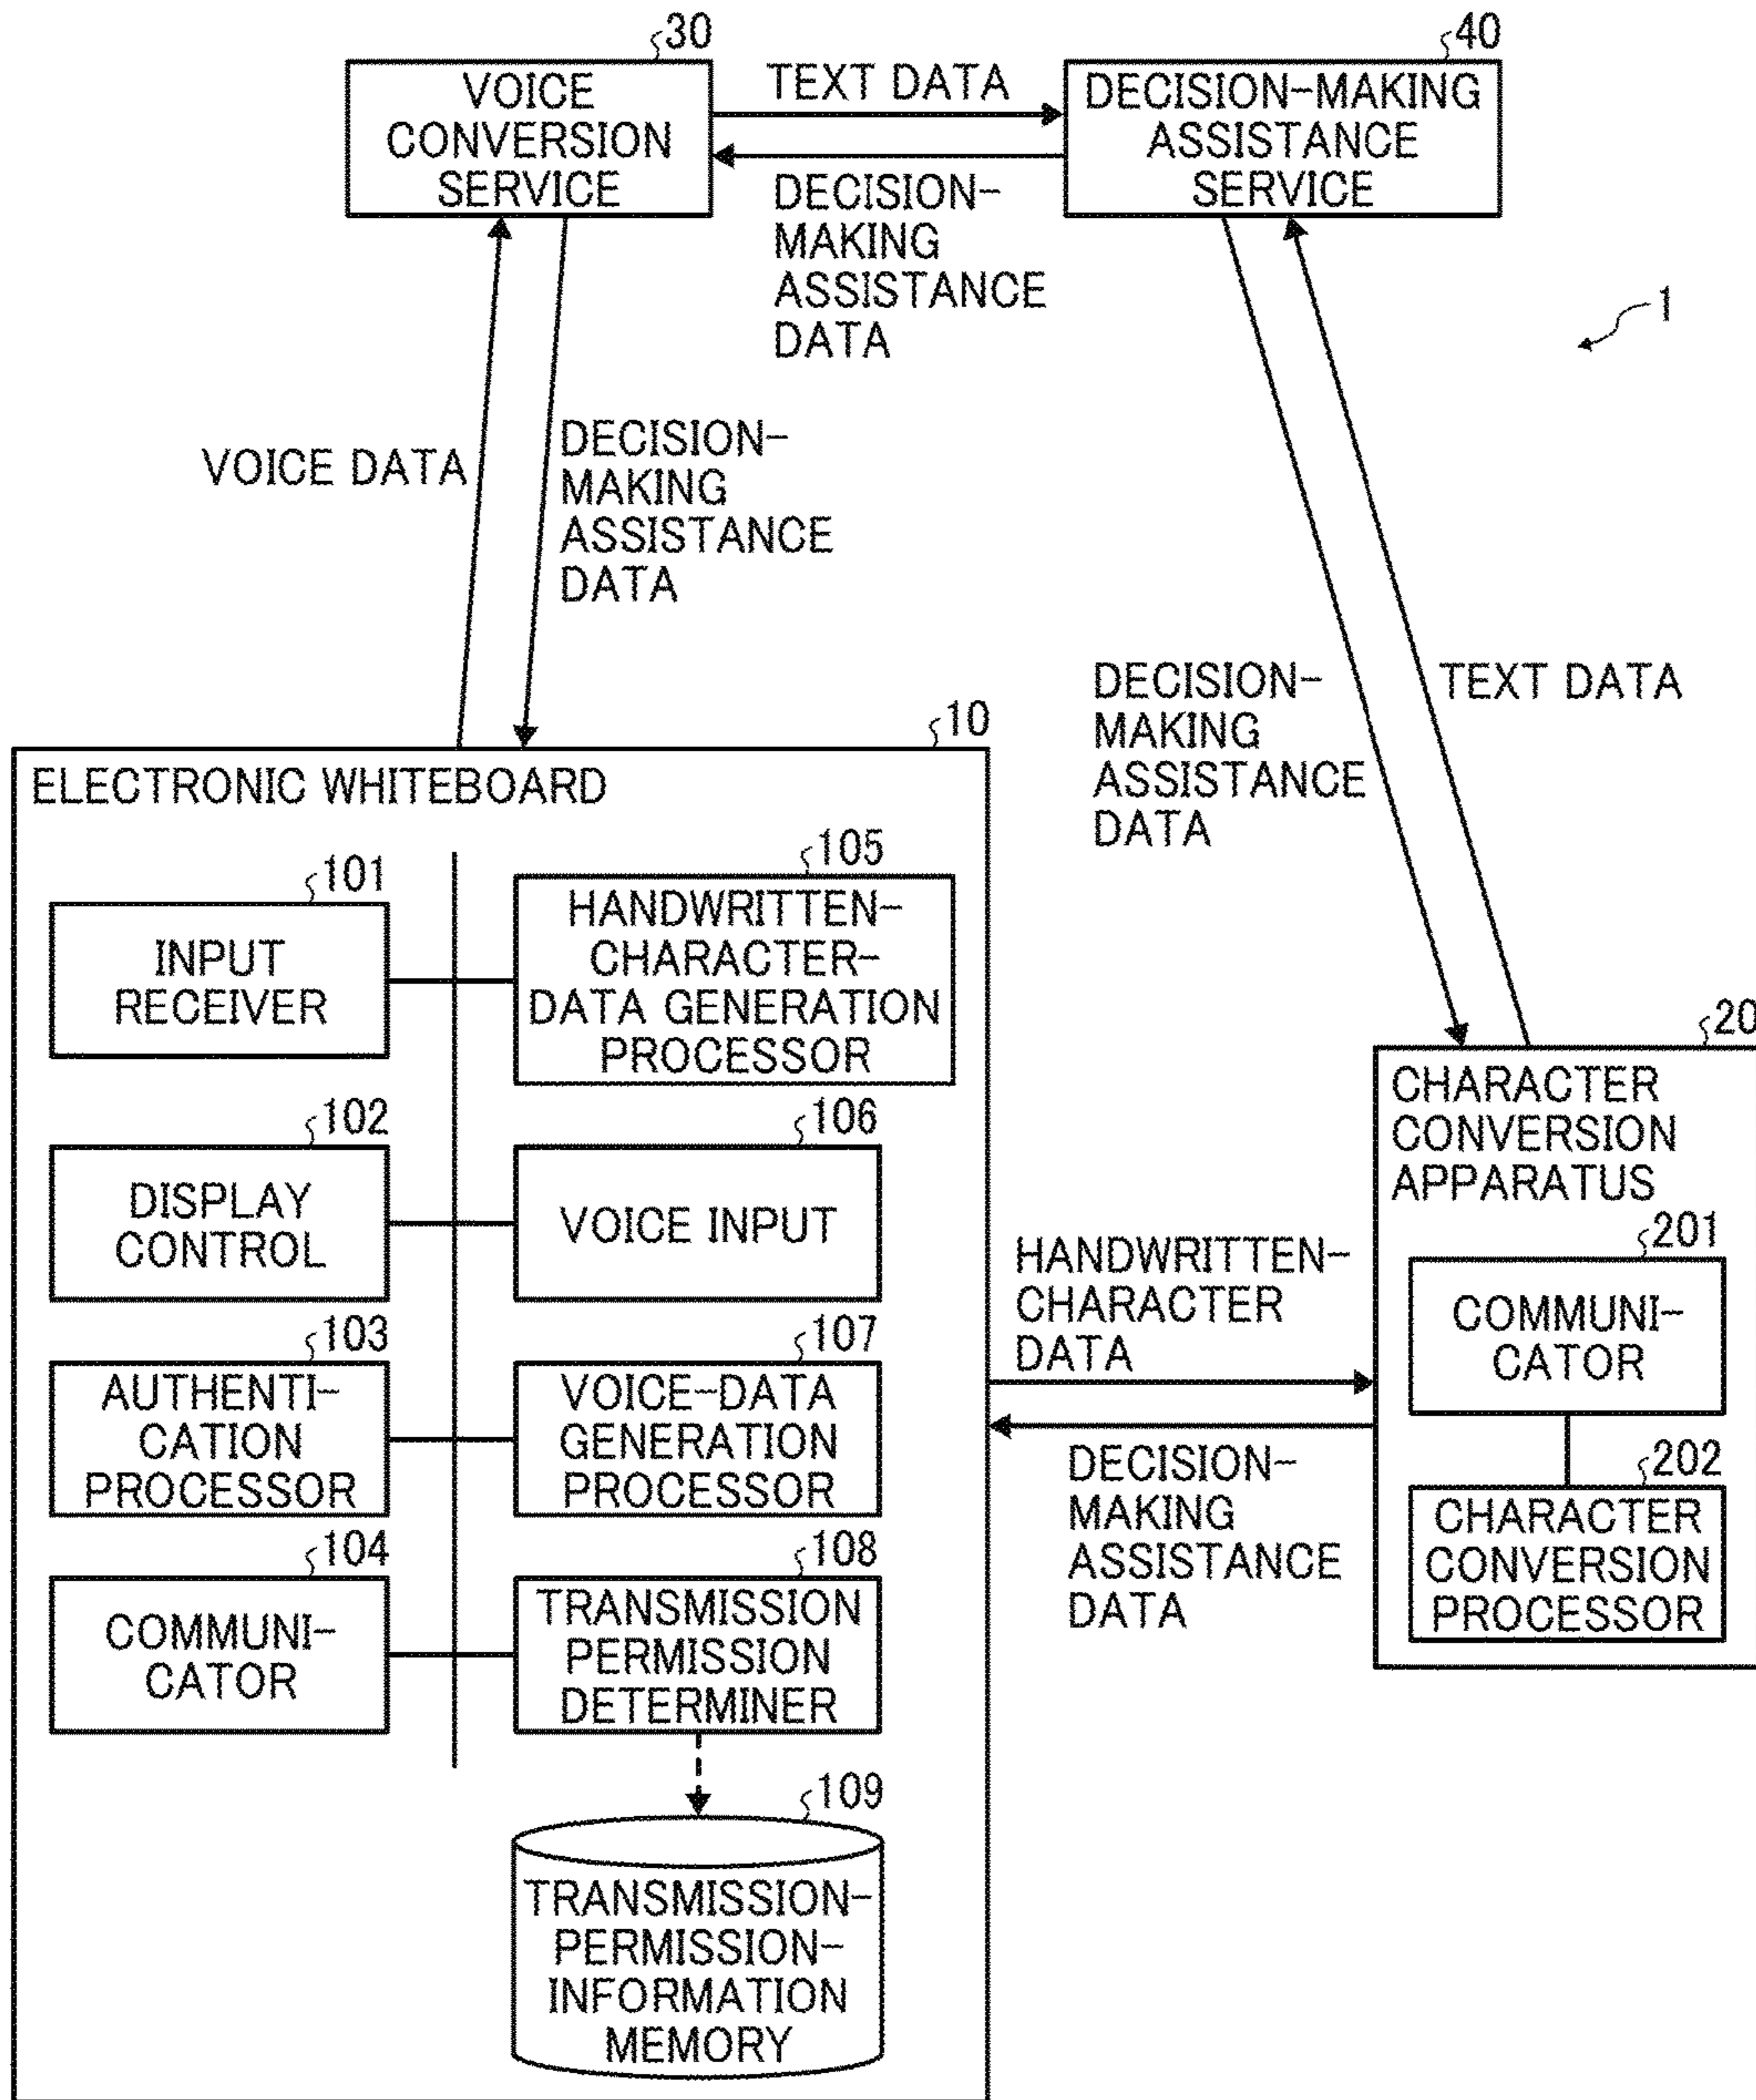 30
VOICE
CONVERSION
SERVICE
TEXT DATA
40
DECISION-MAKING
ASSISTANCE
SERVICE
DECISION-
MAKING
ASSISTANCE
DATA
1
VOICE DATA
DECISION-
MAKING
ASSISTANCE
DATA
DECISION-
MAKING
ASSISTANCE
DATA
TEXT DATA
10
ELECTRONIC WHITEBOARD
101
INPUT
RECEIVER
105
HANDWRITTEN-
CHARACTER-
DATA GENERATION
PROCESSOR
102
DISPLAY
CONTROL
106
VOICE INPUT
103
AUTHENTI-
CATION
PROCESSOR
107
VOICE-DATA
GENERATION
PROCESSOR
104
COMMUNI-
CATOR
108
TRANSMISSION
PERMISSION
DETERMINER
109
TRANSMISSION-
PERMISSION-
INFORMATION
MEMORY
HANDWRITTEN-
CHARACTER
DATA
DECISION-
MAKING
ASSISTANCE
DATA
20
CHARACTER
CONVERSION
APPARATUS
201
COMMUNI-
CATOR
202
CHARACTER
CONVERSION
PROCESSOR